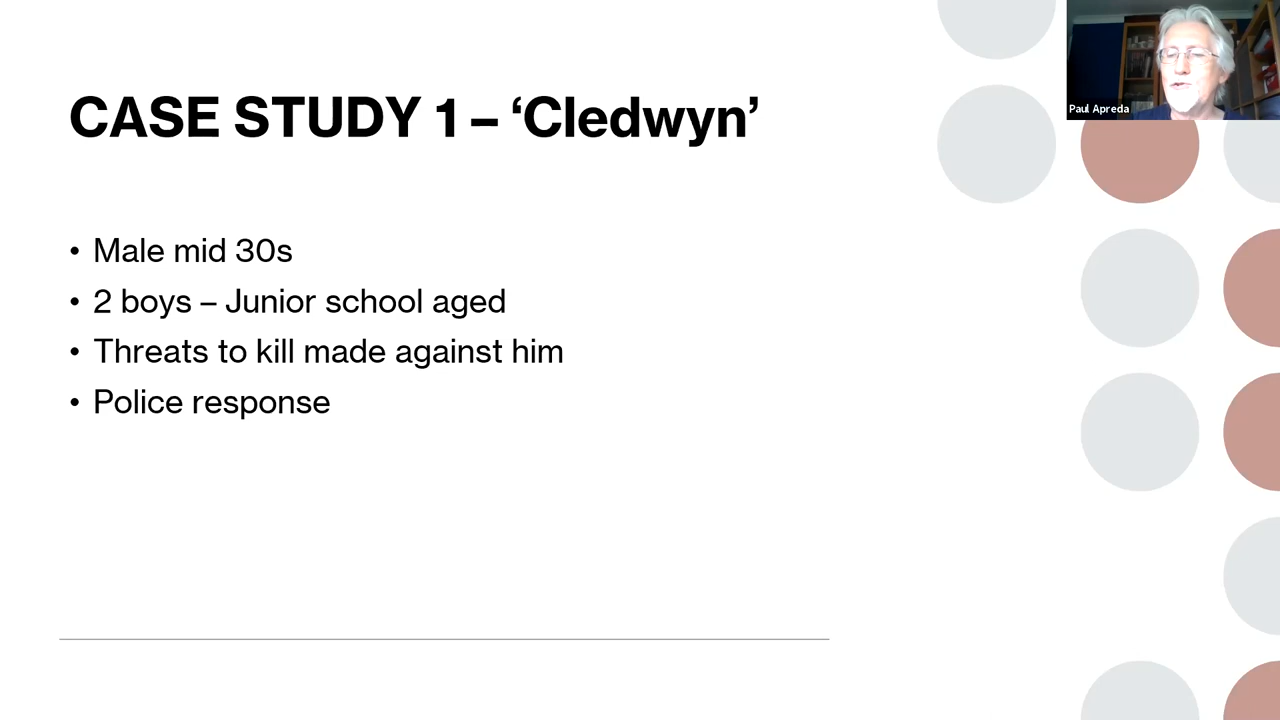 CASE STUDY 1 – ‘Cledwyn’
• Male mid 30s
• 2 boys – Junior school aged
• Threats to kill made against him
• Police response
Paul Apreda